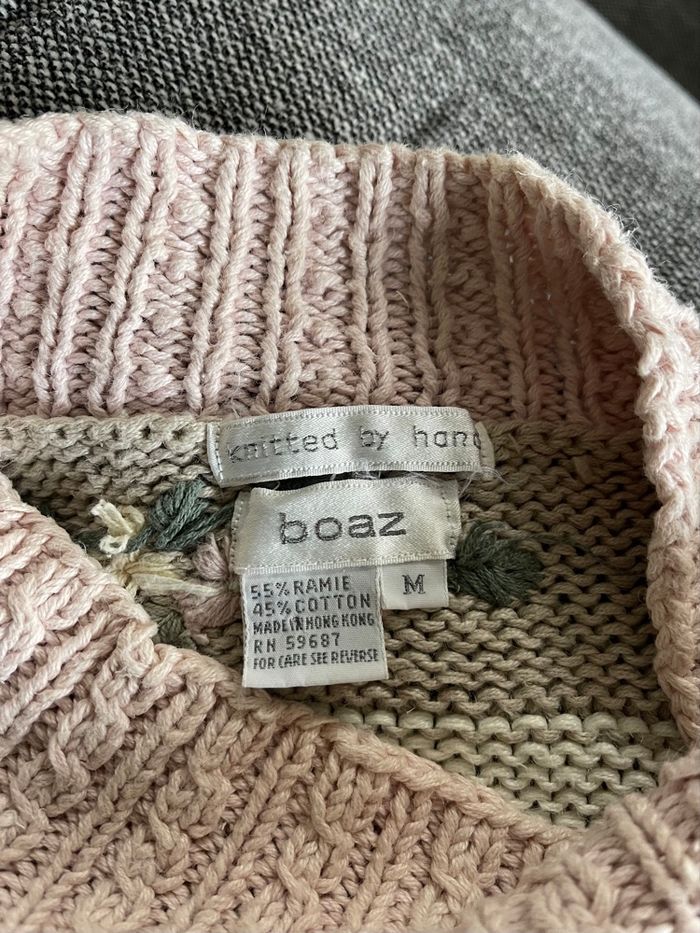 knitted by hand
boaz
M
55% RAMIE
45% COTTON
MADE IN HONG KONG
RN 59687
FOR CARE SEE REVERSE